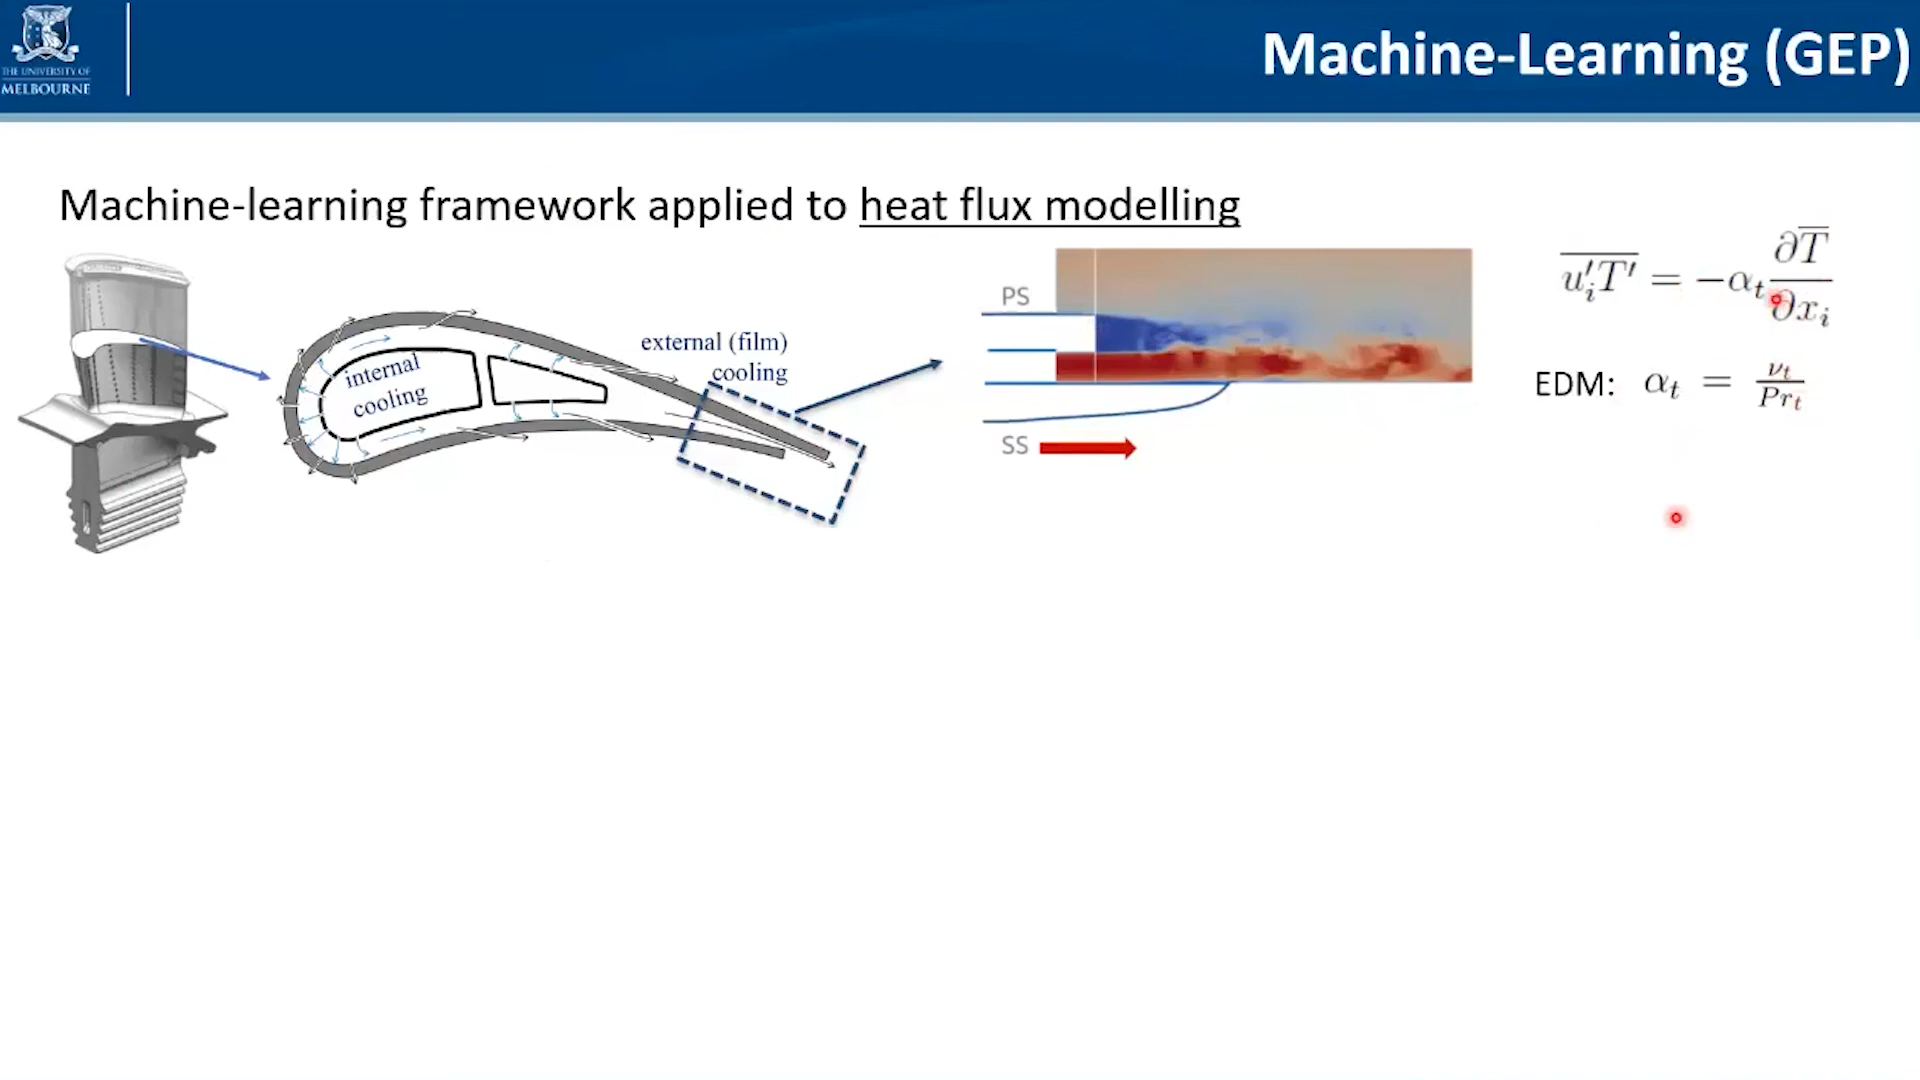 THE UNIVERSITY OF
MELBOURNE
Machine-Learning (GEP)
Machine-learning framework applied to heat flux modelling
internal
cooling
external (film)
cooling
PS
SS
$\overline{u_i'T'} = -\alpha_t \frac{\partial \overline{T}}{\partial x_i}$
EDM: $\alpha_t = \frac{\nu_t}{Pr_t}$